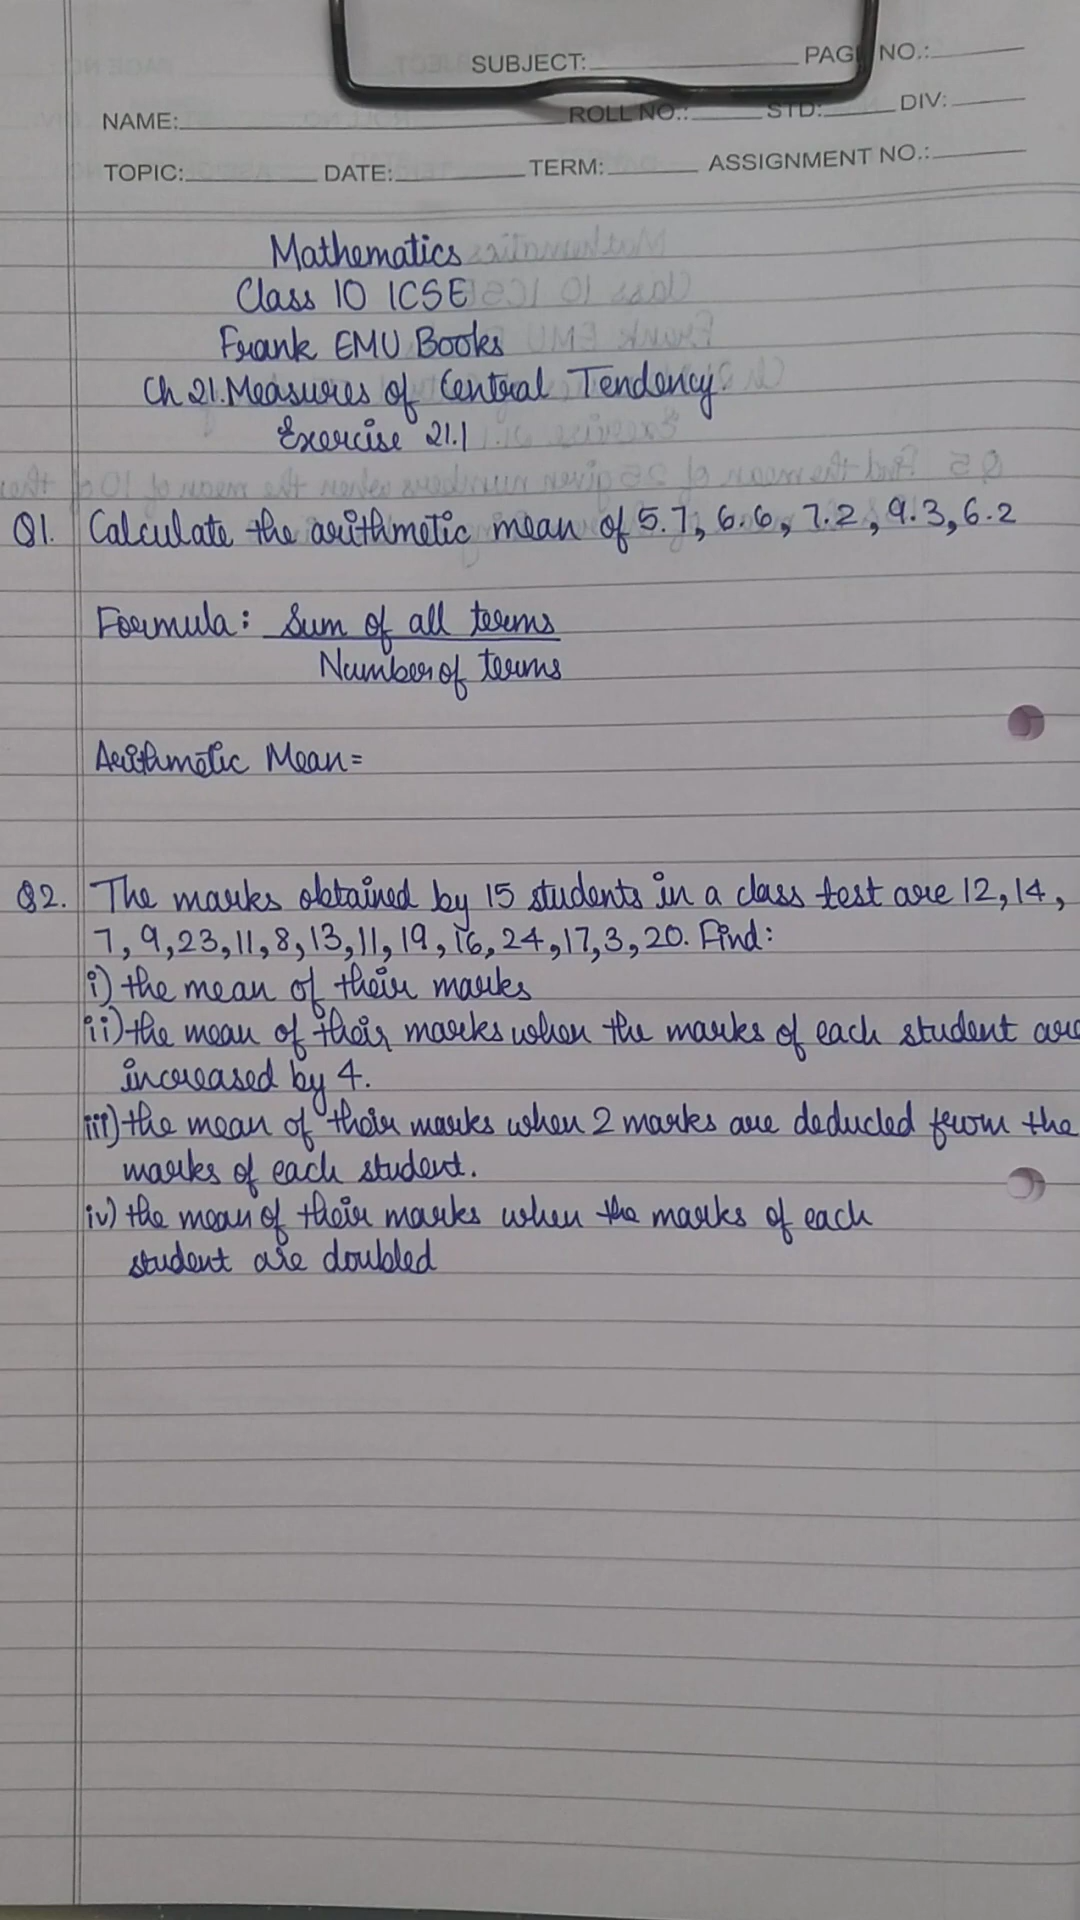 SUBJECT: PAGE NO.:
NAME: ROLL NO.: STD: DIV:
TOPIC: DATE: TERM: ASSIGNMENT NO.:
Mathematics
Class 10 ICSE
Frank EMU Books
Ch 21. Measures of Central Tendency
Exercise 21.1
Q1. Calculate the arithmetic mean of 5.7, 6.6, 7.2, 9.3, 6.2
Formula: Sum of all terms
Number of terms
Arithmetic Mean=
Q2. The marks obtained by 15 students in a class test are 12, 14,
7, 9, 23, 11, 8, 13, 11, 19, 16, 24, 17, 3, 20. Find:
i) the mean of their marks
ii) the mean of their marks when the marks of each student are
increased by 4.
iii) the mean of their marks when 2 marks are deducted from the
marks of each student.
iv) the mean of their marks when the marks of each
student are doubled